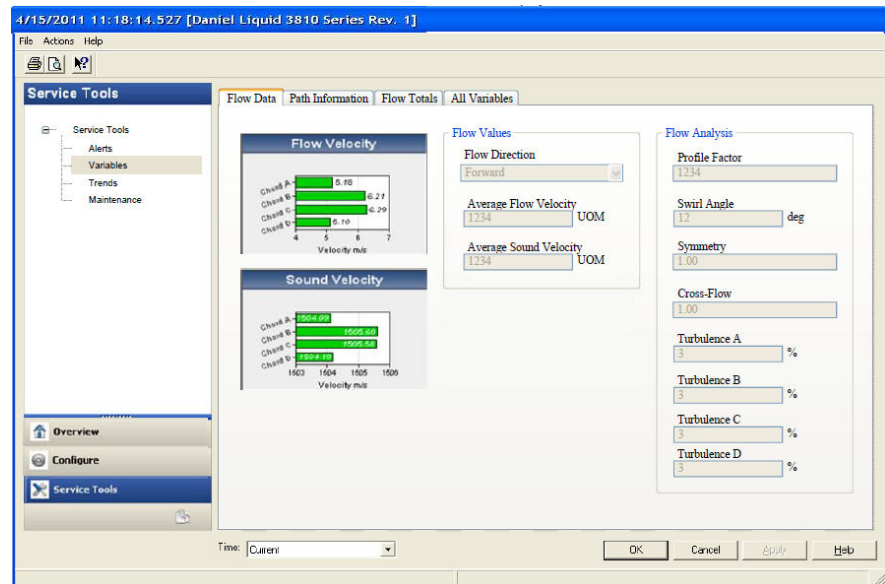 4/15/2011 11:18:14.527 [Daniel Liquid 3810 Series Rev. 1]
File Actions Help
Service Tools
Service Tools
Alerts
Variables
Trends
Maintenance
Overview
Configure
Service Tools
Flow Data Path Information Flow Totals All Variables
Flow Velocity
Chord A 5.18
Chord B 6.21
Chord C 6.29
Chord D 5.10
4 5 6 7
Velocity m/s
Sound Velocity
Chord A 1504.09
Chord B 1505.60
Chord C 1505.58
Chord D 1504.19
1503 1504 1505 1506
Velocity m/s
Flow Values
Flow Direction
Forward
Average Flow Velocity
1234 UOM
Average Sound Velocity
1234 UOM
Flow Analysis
Profile Factor
1234
Swirl Angle
12 deg
Symmetry
1.00
Cross-Flow
1.00
Turbulence A
3 %
Turbulence B
3 %
Turbulence C
3 %
Turbulence D
3 %
Time: Current
OK Cancel Apply Help